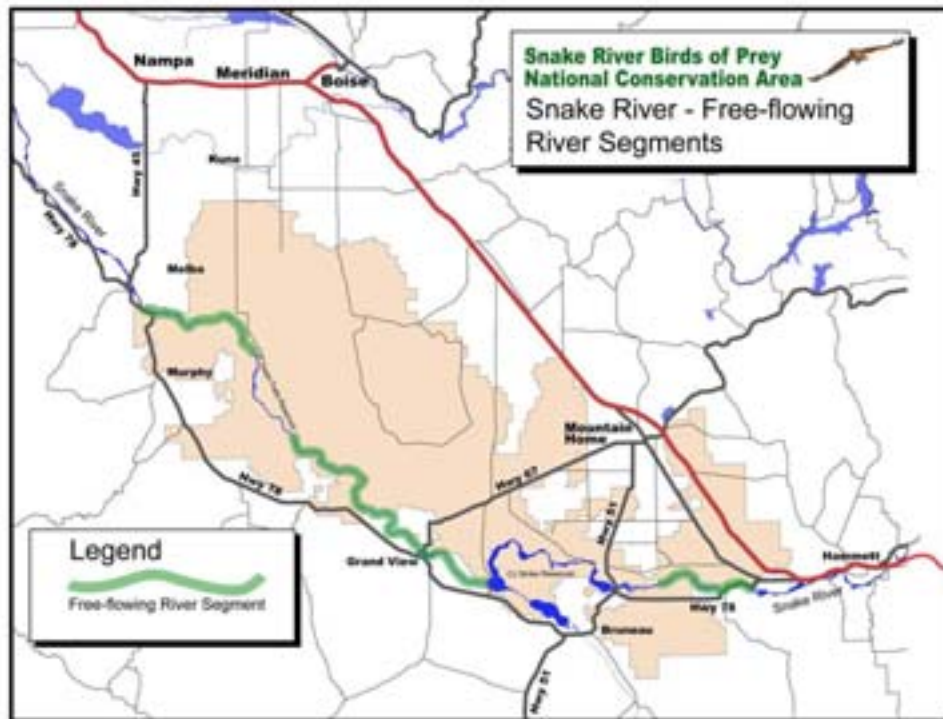 Snake River Birds of Prey
National Conservation Area
Snake River - Free-flowing
River Segments
Nampa
Meridian
Boise
Kuna
Hwy 45
Snake River
Hwy 78
Melba
Murphy
Mountain
Home
Hwy 67
Hwy 78
Hwy 51
Grand View
Hammett
Snake River
Hwy 78
Bruneau
Hwy 51
Legend
Free-flowing River Segment